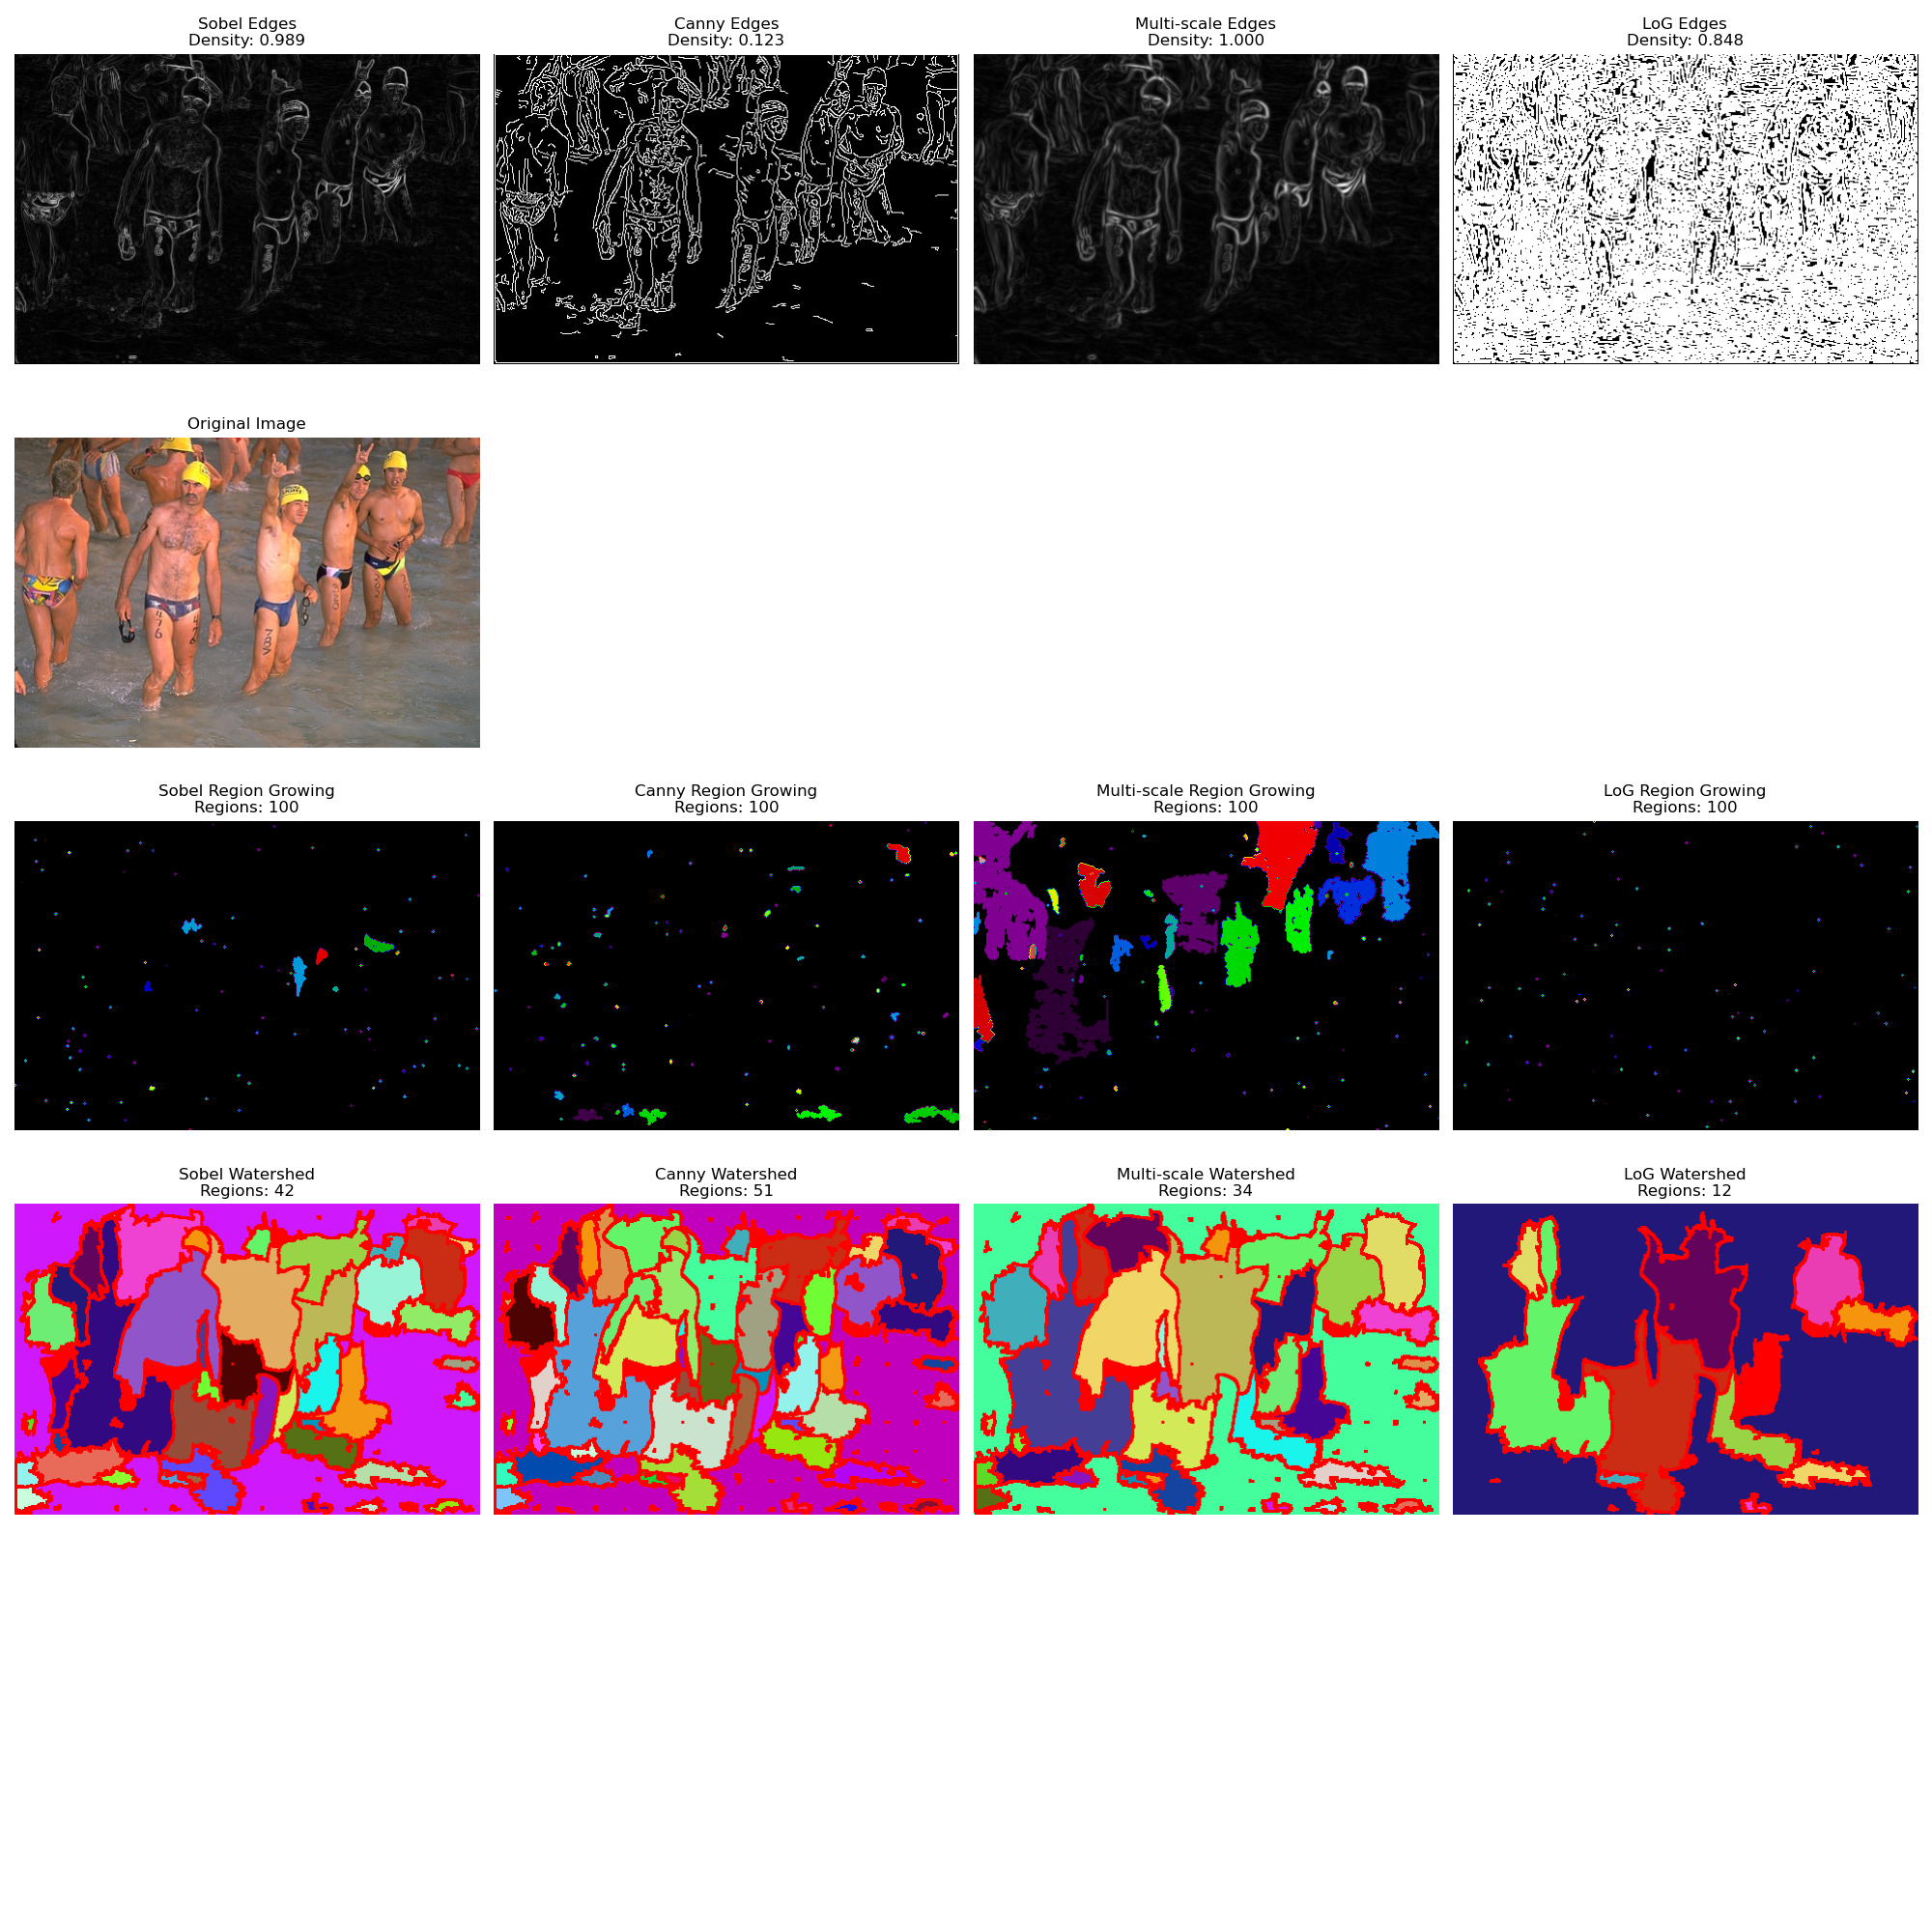 Sobel Edges
Density: 0.989
Canny Edges
Density: 0.123
Multi-scale Edges
Density: 1.000
LoG Edges
Density: 0.848
Original Image
476
476
787
Sobel Region Growing
Regions: 100
Canny Region Growing
Regions: 100
Multi-scale Region Growing
Regions: 100
LoG Region Growing
Regions: 100
Sobel Watershed
Regions: 42
Canny Watershed
Regions: 51
Multi-scale Watershed
Regions: 34
LoG Watershed
Regions: 12